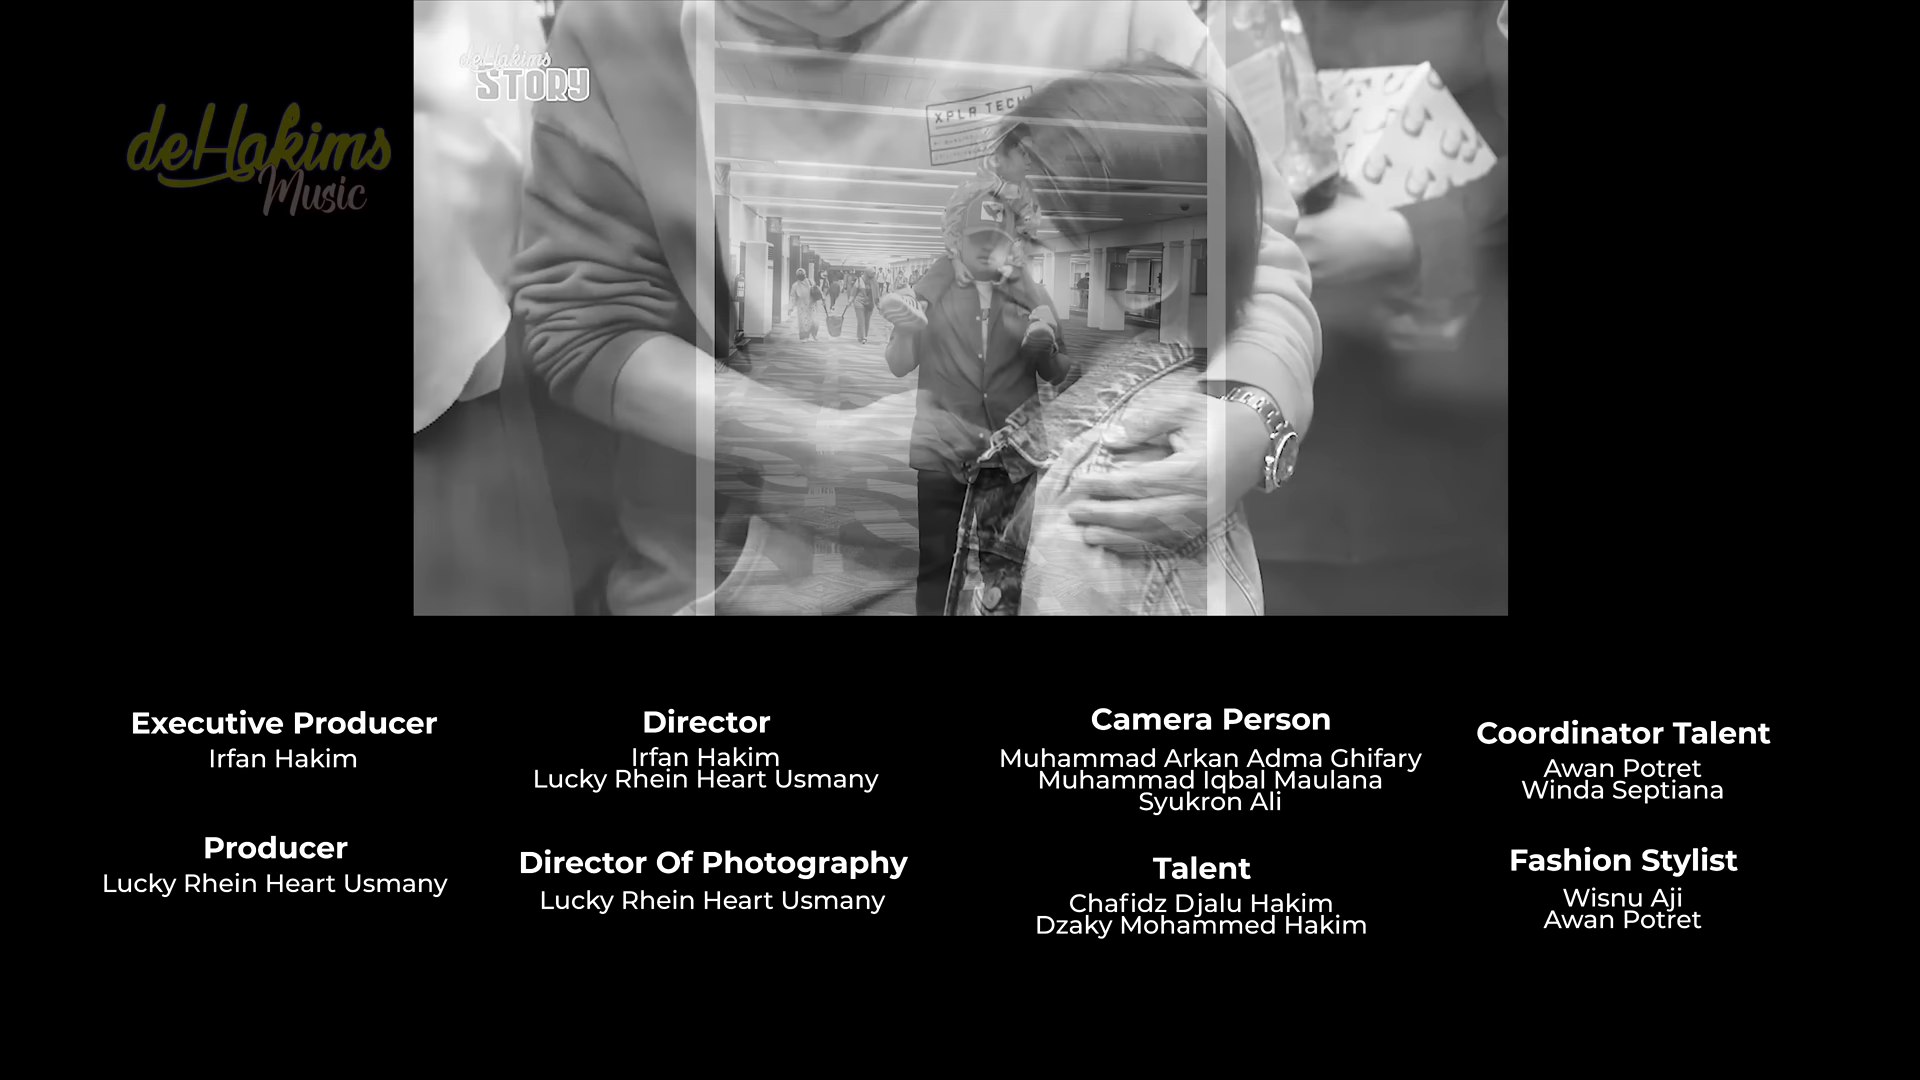 deHakims
STORY
XPLR TECH
deHakims
Music
Executive Producer
Irfan Hakim
Producer
Lucky Rhein Heart Usmany
Director
Irfan Hakim
Lucky Rhein Heart Usmany
Director Of Photography
Lucky Rhein Heart Usmany
Camera Person
Muhammad Arkan Adma Ghifary
Muhammad Iqbal Maulana
Syukron Ali
Talent
Chafidz Djalu Hakim
Dzaky Mohammed Hakim
Coordinator Talent
Awan Potret
Winda Septiana
Fashion Stylist
Wisnu Aji
Awan Potret